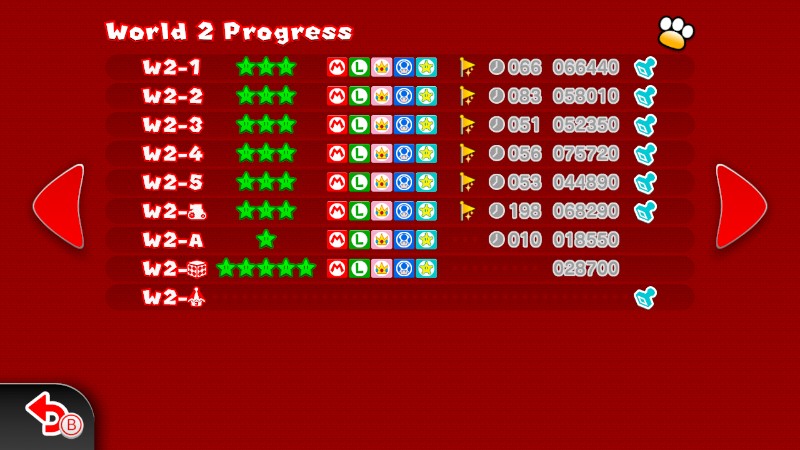 World 2 Progress
W2-1 M L 066 066440
W2-2 M L 083 058010
W2-3 M L 051 052350
W2-4 M L 056 075720
W2-5 M L 053 044890
W2- M L 198 068290
W2-A M L 010 018550
W2- M L 028700
W2-
B